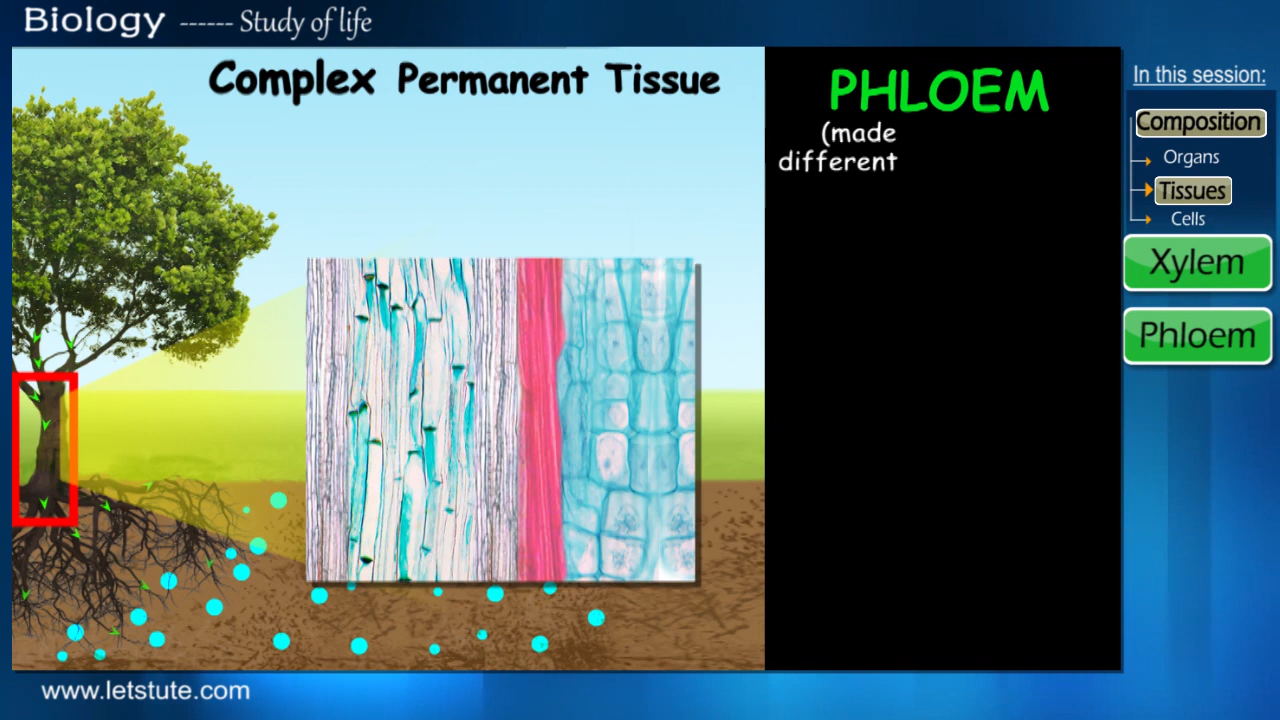 Biology ------ Study of life
Complex Permanent Tissue
PHLOEM
(made
different
In this session:
Composition
Organs
Tissues
Cells
Xylem
Phloem
www.letstute.com